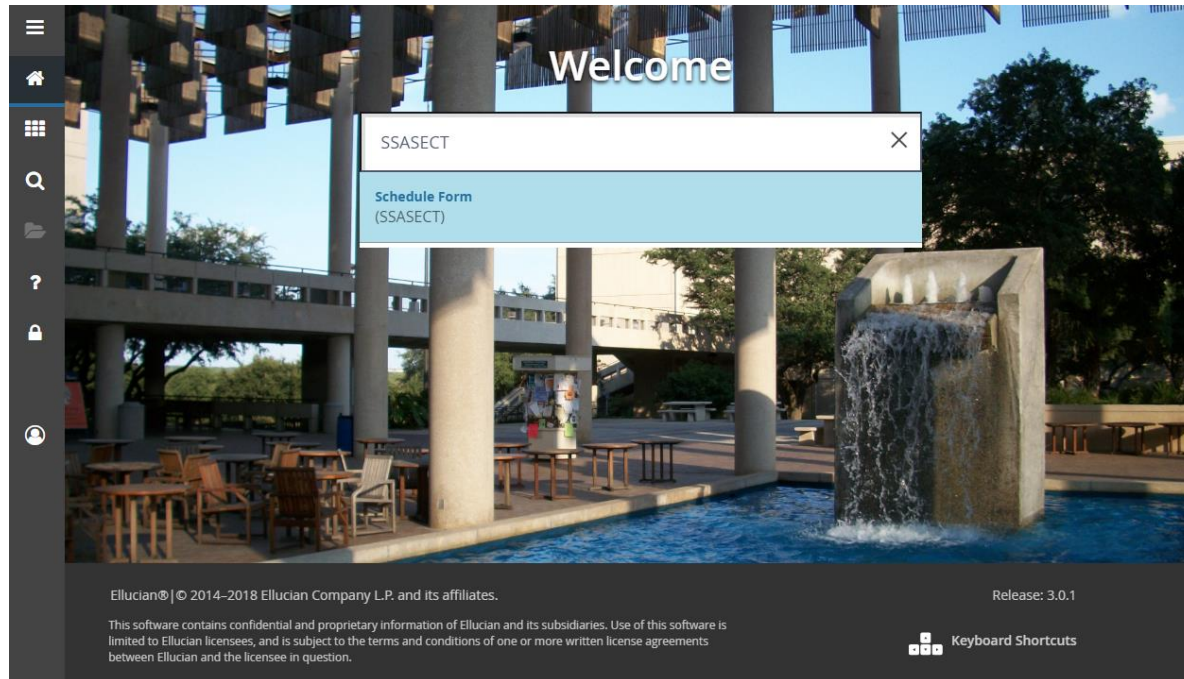 Welcome
SSASECT
Schedule Form
(SSASECT)
Ellucian®|© 2014–2018 Ellucian Company L.P. and its affiliates.
Release: 3.0.1
This software contains confidential and proprietary information of Ellucian and its subsidiaries. Use of this software is
limited to Ellucian licensees, and is subject to the terms and conditions of one or more written license agreements
between Ellucian and the licensee in question.
Keyboard Shortcuts